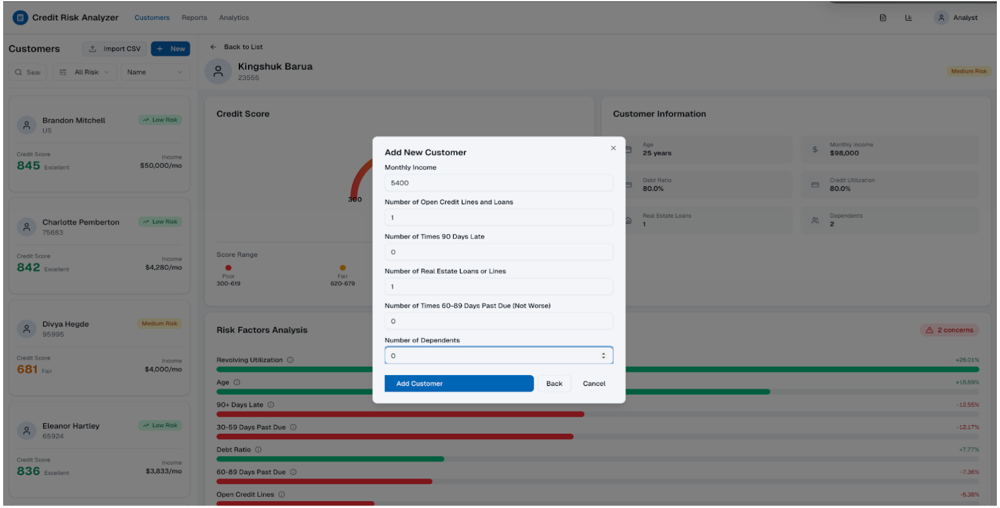 Credit Risk Analyzer Customers Reports Analytics Analyst
Customers Import CSV + New
Sear All Risk Name
Brandon Mitchell Low Risk
US
Credit Score
Income
845 Excellent $50,000/mo
Charlotte Pemberton Low Risk
75683
Credit Score
Income
842 Excellent $4,280/mo
Divya Hegde Medium Risk
95995
Credit Score
Income
681 Fair $4,000/mo
Eleanor Hartley Low Risk
65924
Credit Score
Income
836 Excellent $3,833/mo
← Back to List
Kingshuk Barua
23555
Medium Risk
Credit Score
300
Score Range
Poor
300-619
Fair
620-679
Customer Information
Age
25 years
Monthly Income
$98,000
Debt Ratio
80.0%
Credit Utilization
80.0%
Real Estate Loans
1
Dependents
2
Risk Factors Analysis
2 concerns
Revolving Utilization +26.01%
Age +18.89%
90+ Days Late -12.55%
30-59 Days Past Due -12.17%
Debt Ratio +7.77%
60-89 Days Past Due -7.36%
Open Credit Lines -5.38%
Add New Customer
Monthly Income
5400
Number of Open Credit Lines and Loans
1
Number of Times 90 Days Late
0
Number of Real Estate Loans or Lines
1
Number of Times 60-89 Days Past Due (Not Worse)
0
Number of Dependents
0
Add Customer Back Cancel